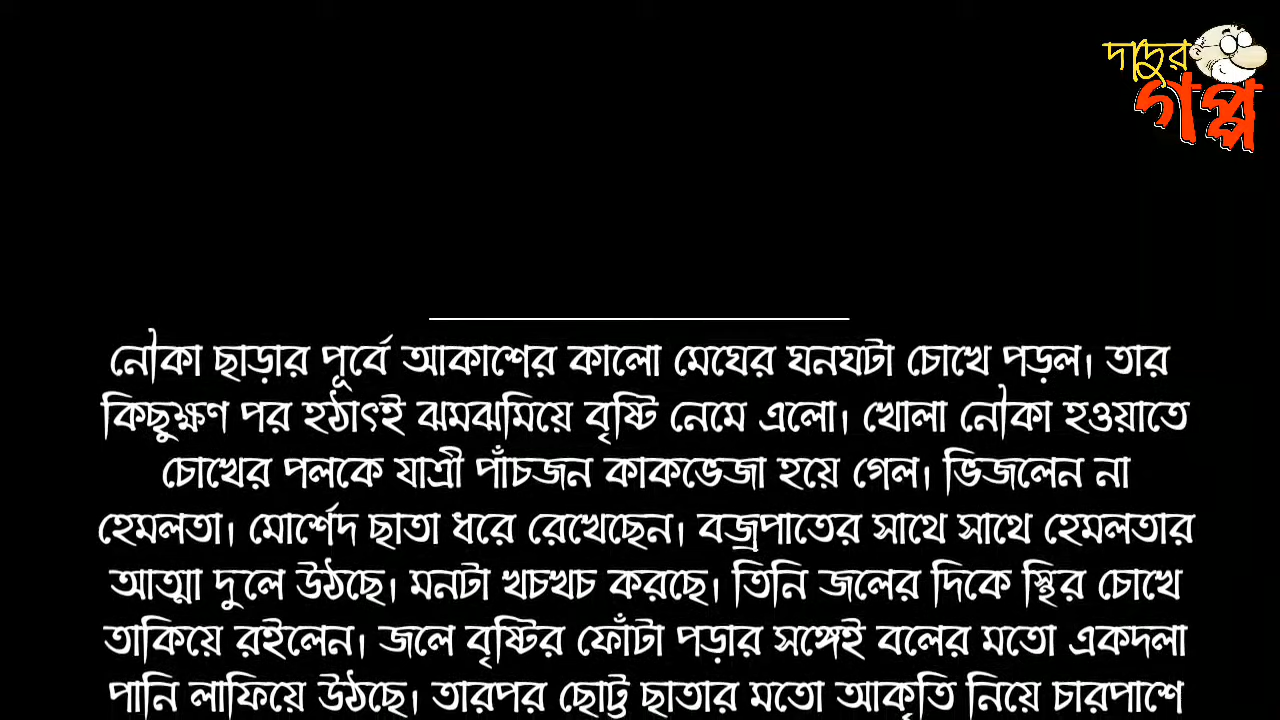 দাদুর
গল্প
নৌকা ছাড়ার পূর্বে আকাশের কালো মেঘের ঘনঘটা চোখে পড়ল। তার
কিছুক্ষণ পর হঠাৎই ঝমঝমিয়ে বৃষ্টি নেমে এলো। খোলা নৌকা হওয়াতে
চোখের পলকে যাত্রী পাঁচজন কাকভেজা হয়ে গেল। ভিজলেন না
হেমলতা। মোর্শেদ ছাতা ধরে রেখেছেন। বজ্রপাতের সাথে সাথে হেমলতার
আত্মা দুলে উঠছে। মনটা খচখচ করছে। তিনি জলের দিকে স্থির চোখে
তাকিয়ে রইলেন। জলে বৃষ্টির ফোঁটা পড়ার সঙ্গেই বলের মতো একদলা
পানি লাফিয়ে উঠছে। তারপর ছোট্ট ছাতার মতো আকৃতি নিয়ে চারপাশে